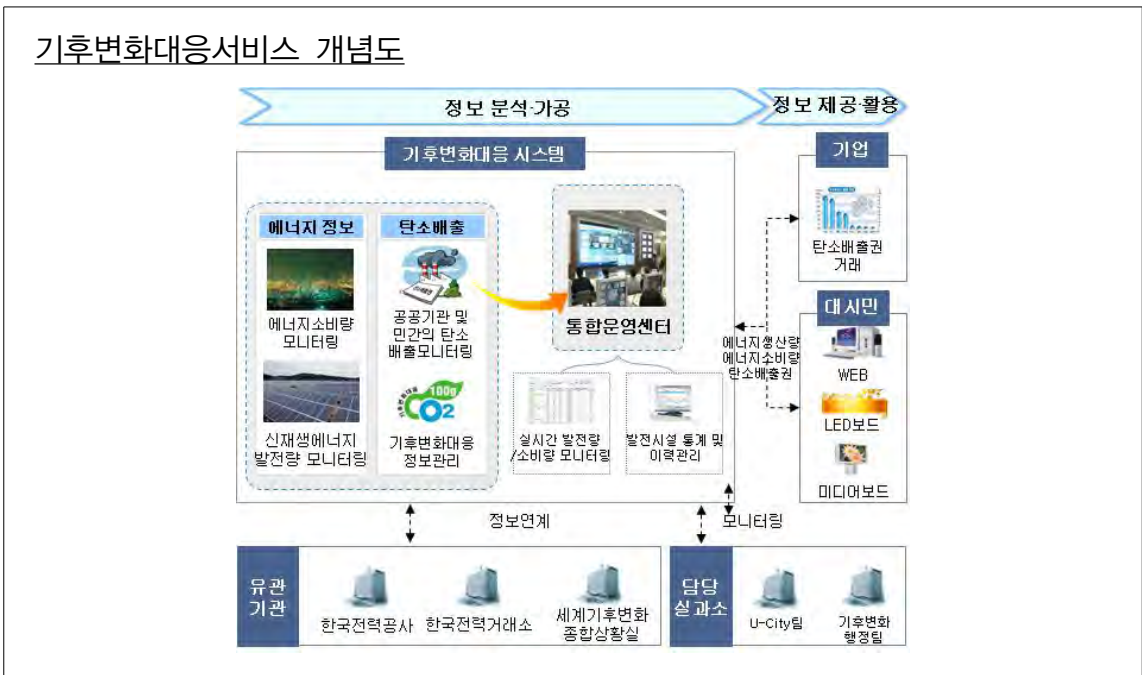 기후변화대응서비스 개념도
정보 분석·가공
정보 제공·활용
기후변화대응 시스템
에너지 정보
에너지소비량
모니터링
신재생에너지
발전량 모니터링
탄소배출
공공기관 및
민간의 탄소
배출모니터링
기후변화대응
100g
CO2
기후변화대응
정보관리
통합운영센터
실시간 발전량
/소비량 모니터링
발전시설 통계 및
이력관리
에너지생산량
에너지소비량
탄소배출권
기업
탄소배출권
거래
대시민
WEB
LED보드
미디어보드
정보연계
모니터링
유관
기관
한국전력공사
한국전력거래소
세계기후변화
종합상황실
담당
실과소
U-City팀
기후변화
행정팀